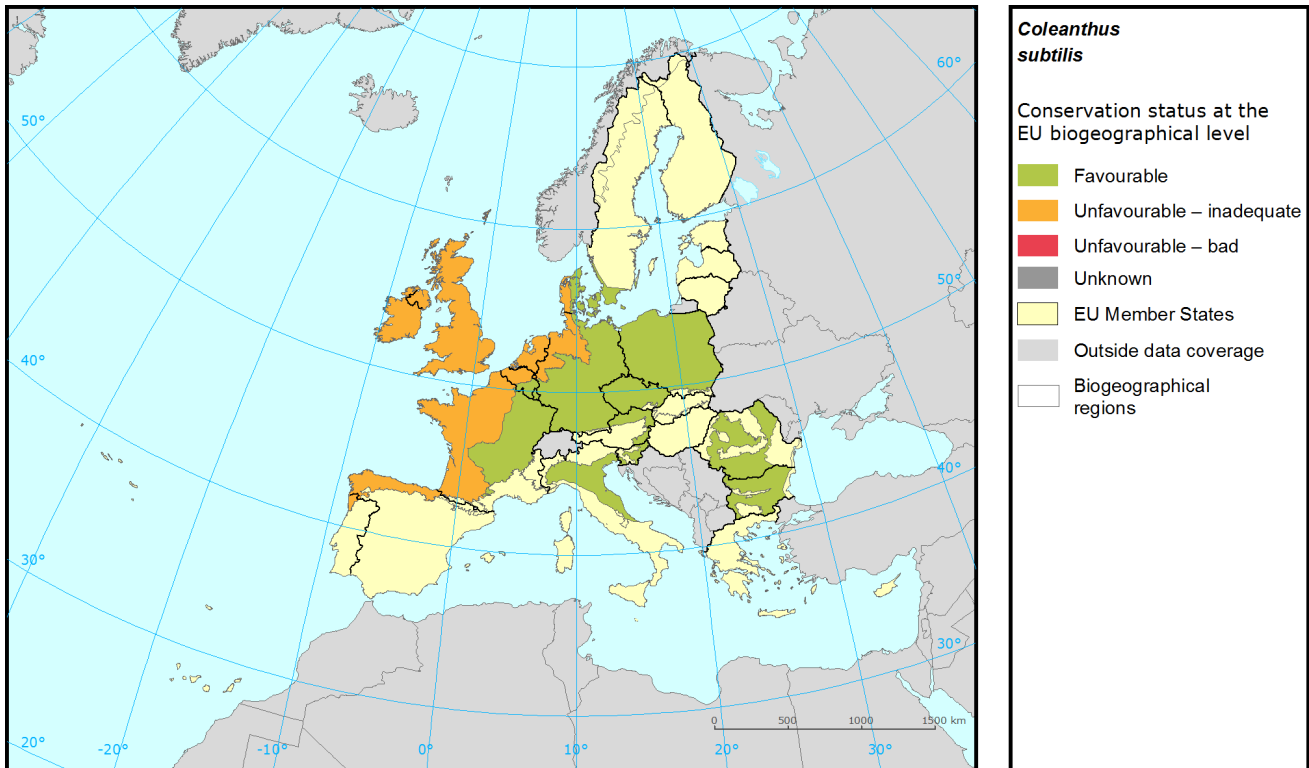 60°
50°
50°
40°
40°
30°
30°
0 500 1000 1500 km
20° -20° -10° 0° 10° 20° 30°
Coleanthus
subtilis
Conservation status at the
EU biogeographical level
Favourable
Unfavourable – inadequate
Unfavourable – bad
Unknown
EU Member States
Outside data coverage
Biogeographical
regions